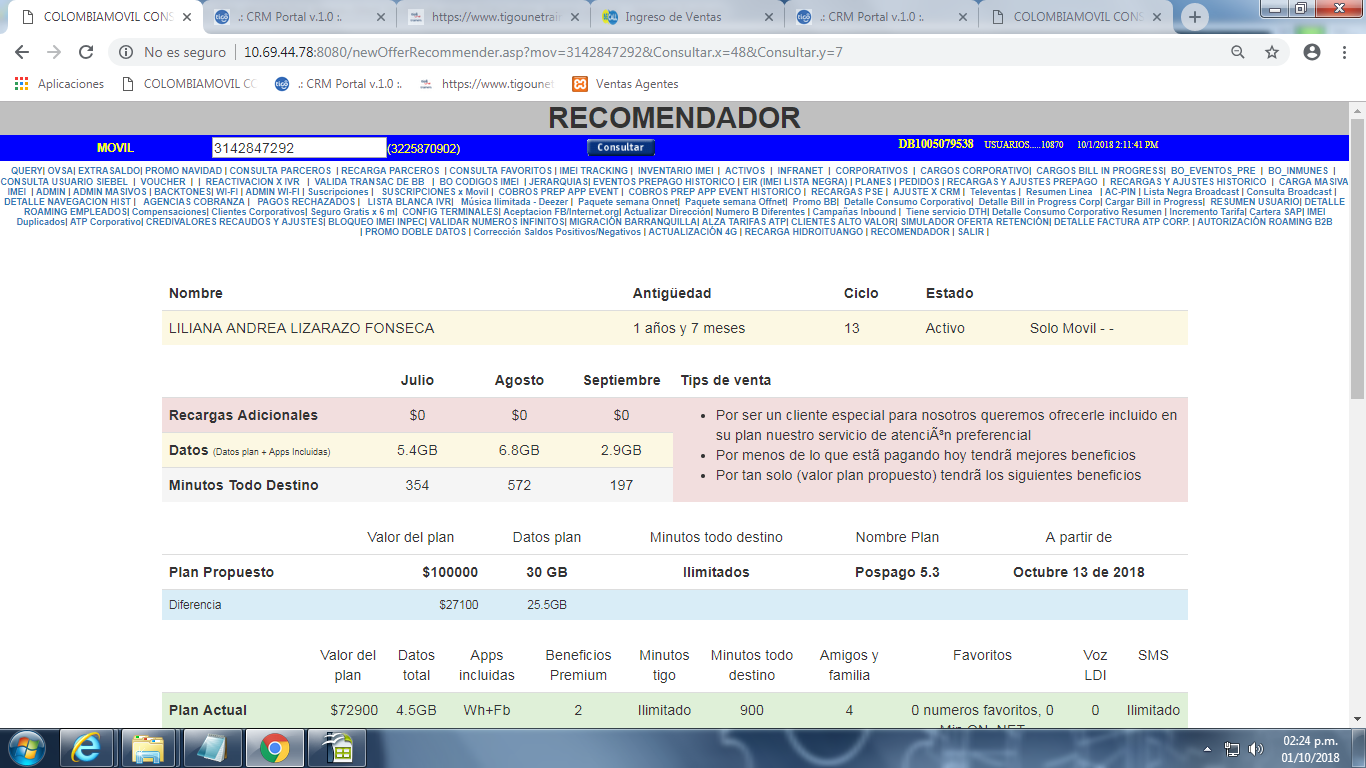 COLOMBIAMOVIL CONS
.: CRM Portal v.1.0 :.
https://www.tigounetrai
Ingreso de Ventas
.: CRM Portal v.1.0 :.
COLOMBIAMOVIL CONS
No es seguro | 10.69.44.78:8080/newOfferRecommender.asp?mov=3142847292&Consultar.x=48&Consultar.y=7
Aplicaciones COLOMBIAMOVIL CO .: CRM Portal v.1.0 :. https://www.tigounet Ventas Agentes
RECOMENDADOR
MOVIL 3142847292 (3225870902) Consultar DB1005079538 USUARIOS.....10870 10/1/2018 2:11:41 PM
QUERY| OVSA| EXTRASALDO| PROMO NAVIDAD | CONSULTA PARCEROS | RECARGA PARCEROS | CONSULTA FAVORITOS | IMEI TRACKING | INVENTARIO IMEI | ACTIVOS | INFRANET | CORPORATIVOS | CARGOS CORPORATIVO| CARGOS BILL IN PROGRESS| BO_EVENTOS_PRE | BO_INMUNES |
CONSULTA USUARIO SIEBEL | VOUCHER | | REACTIVACION X IVR | VALIDA TRANSAC DE BB | BO CODIGOS IMEI | JERARQUIAS| EVENTOS PREPAGO HISTORICO | EIR (IMEI LISTA NEGRA) | PLANES | PEDIDOS | RECARGAS Y AJUSTES PREPAGO | RECARGAS Y AJUSTES HISTORICO | CARGA MASIVA
IMEI | ADMIN | ADMIN MASIVOS | BACKTONES| WI-FI | ADMIN WI-FI | Suscripciones | SUSCRIPCIONES x Movil | COBROS PREP APP EVENT | COBROS PREP APP EVENT HISTORICO | RECARGAS PSE | AJUSTE X CRM | Televentas | Resumen Linea | AC-PIN | Lista Negra Broadcast | Consulta Broadcast |
DETALLE NAVEGACION HIST | AGENCIAS COBRANZA | PAGOS RECHAZADOS | LISTA BLANCA IVR| Música Ilimitada - Deezer | Paquete semana Onnet| Paquete semana Offnet| Promo BB| Detalle Consumo Corporativo| Detalle Bill in Progress Corp| Cargar Bill in Progress| RESUMEN USUARIO| DETALLE
ROAMING EMPLEADOS| Compensaciones| Clientes Corporativos| Seguro Gratis x 6 m| CONFIG TERMINALES| Aceptacion FB/Internet.org| Actualizar Dirección| Numero B Diferentes | Campañas Inbound | Tiene servicio DTH| Detalle Consumo Corporativo Resumen | Incremento Tarifa| Cartera SAP| IMEI
Duplicados| ATP Corporativo| CREDIVALORES RECAUDOS Y AJUSTES| BLOQUEO IMEI INPEC| VALIDAR NUMEROS INFINITOS| MIGRACIÓN BARRANQUILLA| ALZA TARIFAS ATP| CLIENTES ALTO VALOR| SIMULADOR OFERTA RETENCIÓN| DETALLE FACTURA ATP CORP. | AUTORIZACIÓN ROAMING B2B
| PROMO DOBLE DATOS | Corrección Saldos Positivos/Negativos | ACTUALIZACIÓN 4G | RECARGA HIDROITUANGO | RECOMENDADOR | SALIR |
Nombre Antigüedad Ciclo Estado
LILIANA ANDREA LIZARAZO FONSECA 1 años y 7 meses 13 Activo Solo Movil - -
Julio Agosto Septiembre Tips de venta
Recargas Adicionales $0 $0 $0
Datos (Datos plan + Apps Incluidas) 5.4GB 6.8GB 2.9GB
Minutos Todo Destino 354 572 197
• Por ser un cliente especial para nosotros queremos ofrecerle incluido en
su plan nuestro servicio de atenciÃ³n preferencial
• Por menos de lo que estã pagando hoy tendrã mejores beneficios
• Por tan solo (valor plan propuesto) tendrã los siguientes beneficios
Valor del plan Datos plan Minutos todo destino Nombre Plan A partir de
Plan Propuesto $100000 30 GB Ilimitados Pospago 5.3 Octubre 13 de 2018
Diferencia $27100 25.5GB
Valor del plan Datos total Apps incluidas Beneficios Premium Minutos tigo Minutos todo destino Amigos y familia Favoritos Voz LDI SMS
Plan Actual $72900 4.5GB Wh+Fb 2 Ilimitado 900 4 0 numeros favoritos, 0 0 Ilimitado
Min ON_NET
02:24 p.m.
01/10/2018